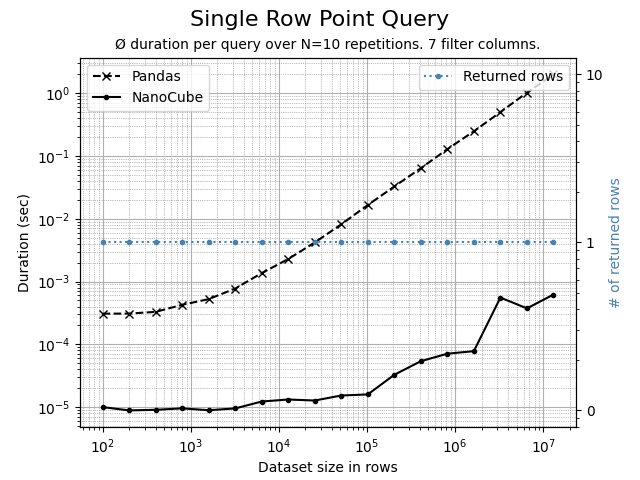 Single Row Point Query
Ø duration per query over N=10 repetitions. 7 filter columns.
Pandas
NanoCube
Returned rows
Duration (sec)
10⁰
10⁻¹
10⁻²
10⁻³
10⁻⁴
10⁻⁵
10
1
0
# of returned rows
10² 10³ 10⁴ 10⁵ 10⁶ 10⁷
Dataset size in rows